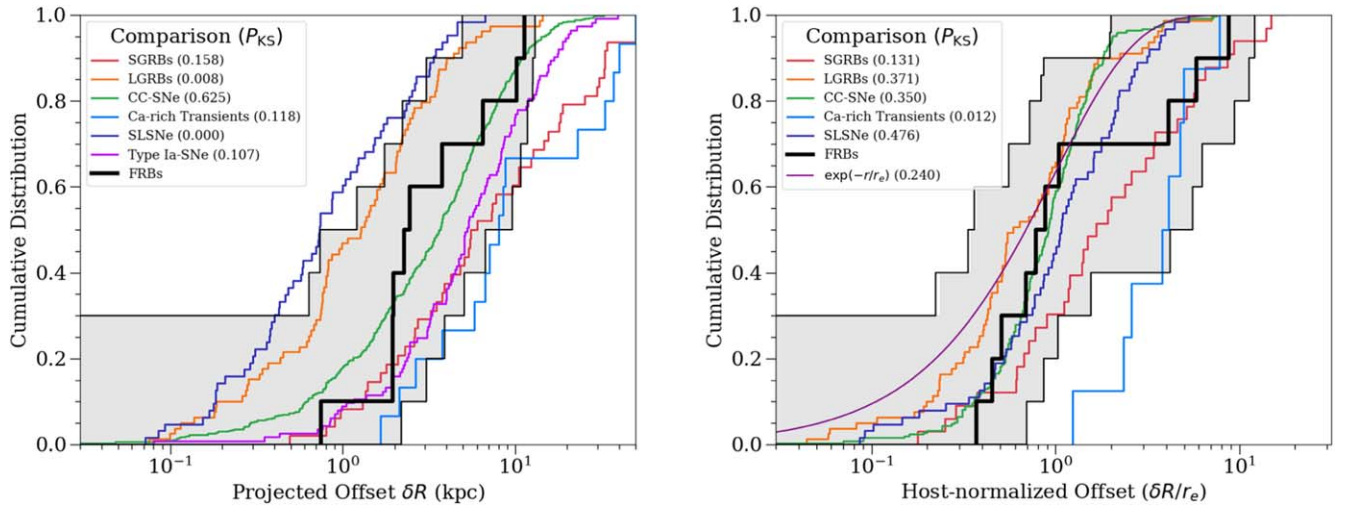 Comparison (P_KS)
SGRBs (0.158)
LGRBs (0.008)
CC-SNe (0.625)
Ca-rich Transients (0.118)
SLSNe (0.000)
Type Ia-SNe (0.107)
FRBs
Cumulative Distribution
1.0
0.8
0.6
0.4
0.2
0.0
10⁻¹ 10⁰ 10¹
Projected Offset δR (kpc)
Comparison (P_KS)
SGRBs (0.131)
LGRBs (0.371)
CC-SNe (0.350)
Ca-rich Transients (0.012)
SLSNe (0.476)
FRBs
exp(−r/r_e) (0.240)
Cumulative Distribution
1.0
0.8
0.6
0.4
0.2
0.0
10⁻¹ 10⁰ 10¹
Host-normalized Offset (δR/r_e)